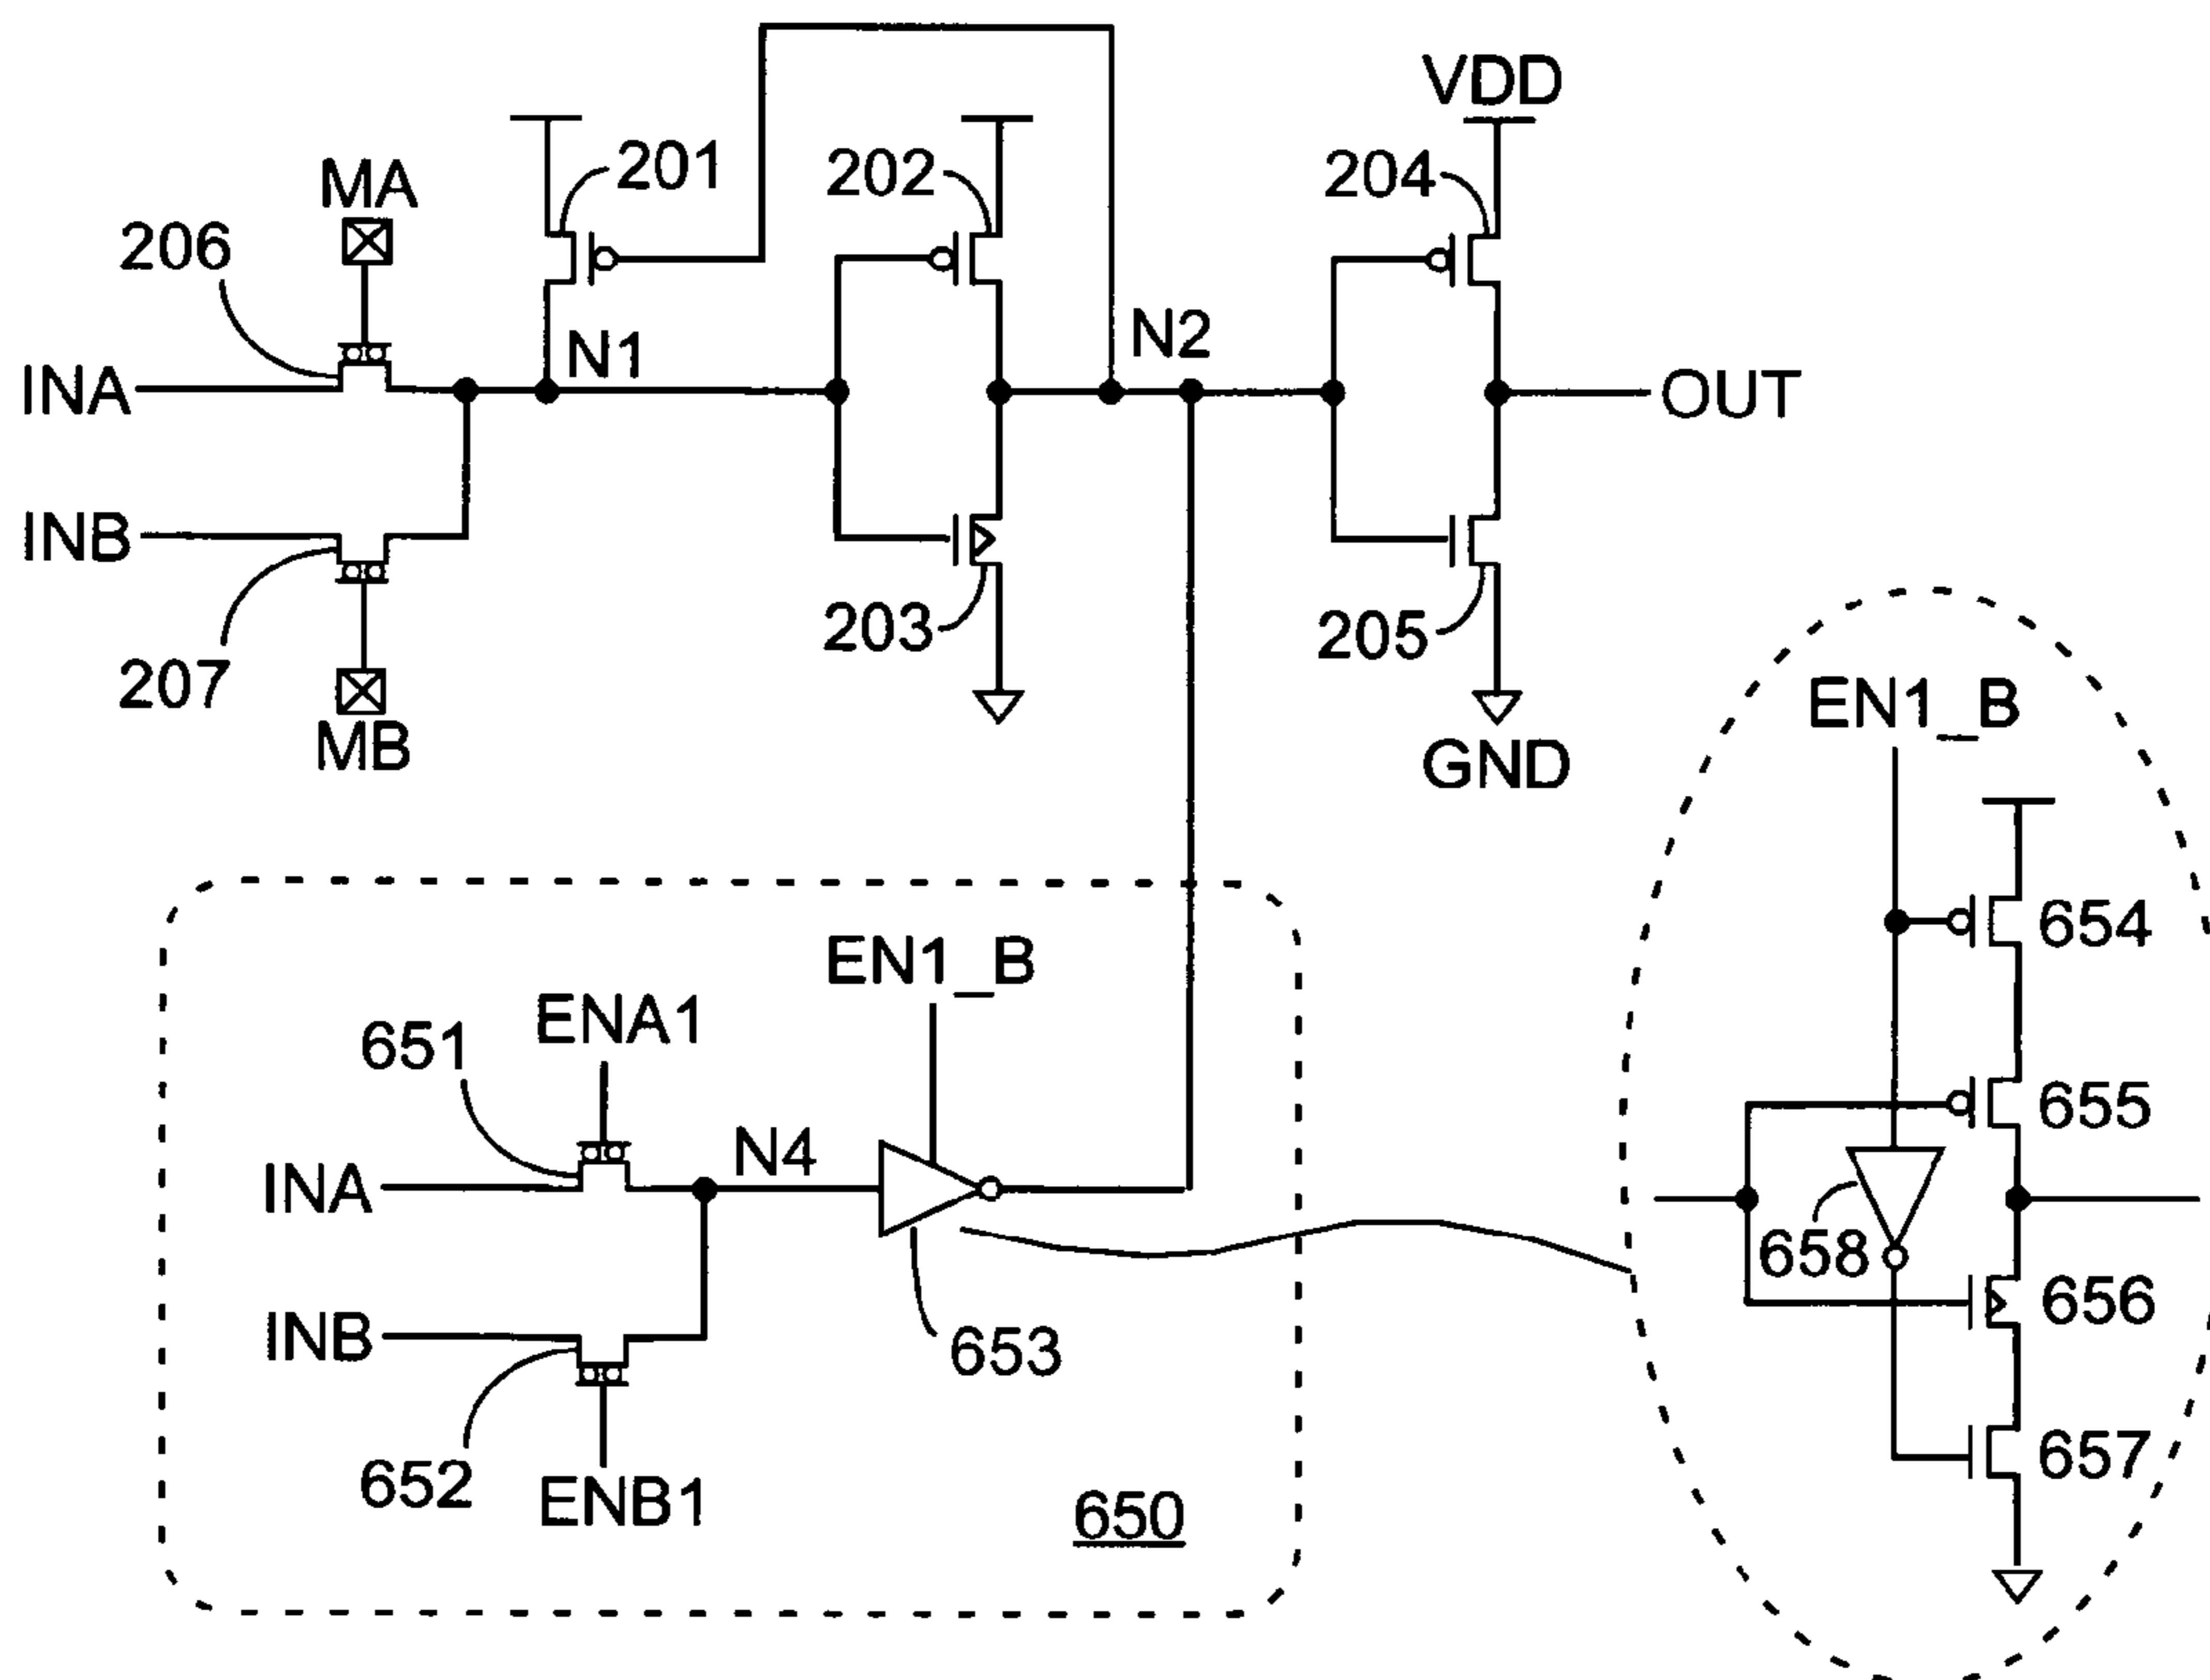 VDD
MA
201
202
204
206
N1
N2
INA
OUT
INB
203
205
207
MB
GND
EN1_B
654
EN1_B
ENA1
651
655
N4
INA
658
656
INB
653
657
652
ENB1
650